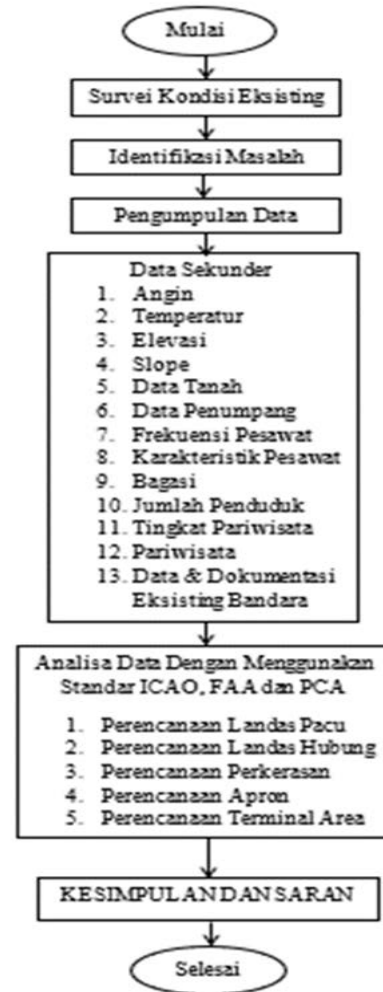 Mulai
Survei Kondisi Eksisting
Identifikasi Masalah
Pengumpulan Data
Data Sekunder
1. Angin
2. Temperatur
3. Elevasi
4. Slope
5. Data Tanah
6. Data Penumpang
7. Frekuensi Pesawat
8. Karakteristik Pesawat
9. Bagasi
10. Jumlah Penduduk
11. Tingkat Pariwisata
12. Pariwisata
13. Data & Dokumentasi
Eksisting Bandara
Analisa Data Dengan Menggunakan
Standar ICAO, FAA dan PCA
1. Perencanaan Landas Pacu
2. Perencanaan Landas Hubung
3. Perencanaan Perkerasan
4. Perencanaan Apron
5. Perencanaan Terminal Area
KESIMPULAN DAN SARAN
Selesai